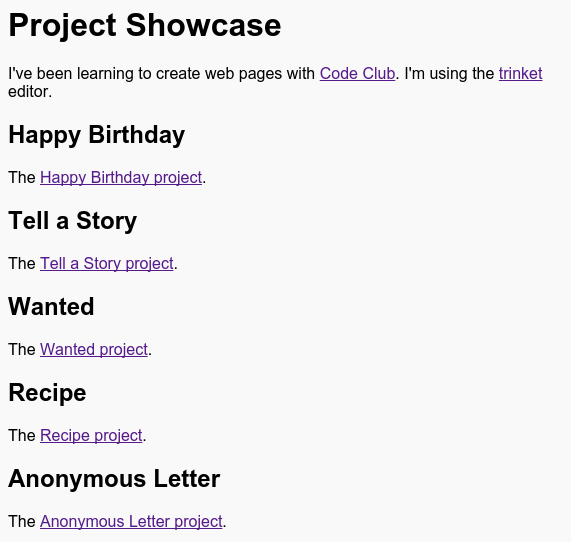 Project Showcase
I've been learning to create web pages with Code Club. I'm using the trinket
editor.
Happy Birthday
The Happy Birthday project.
Tell a Story
The Tell a Story project.
Wanted
The Wanted project.
Recipe
The Recipe project.
Anonymous Letter
The Anonymous Letter project.